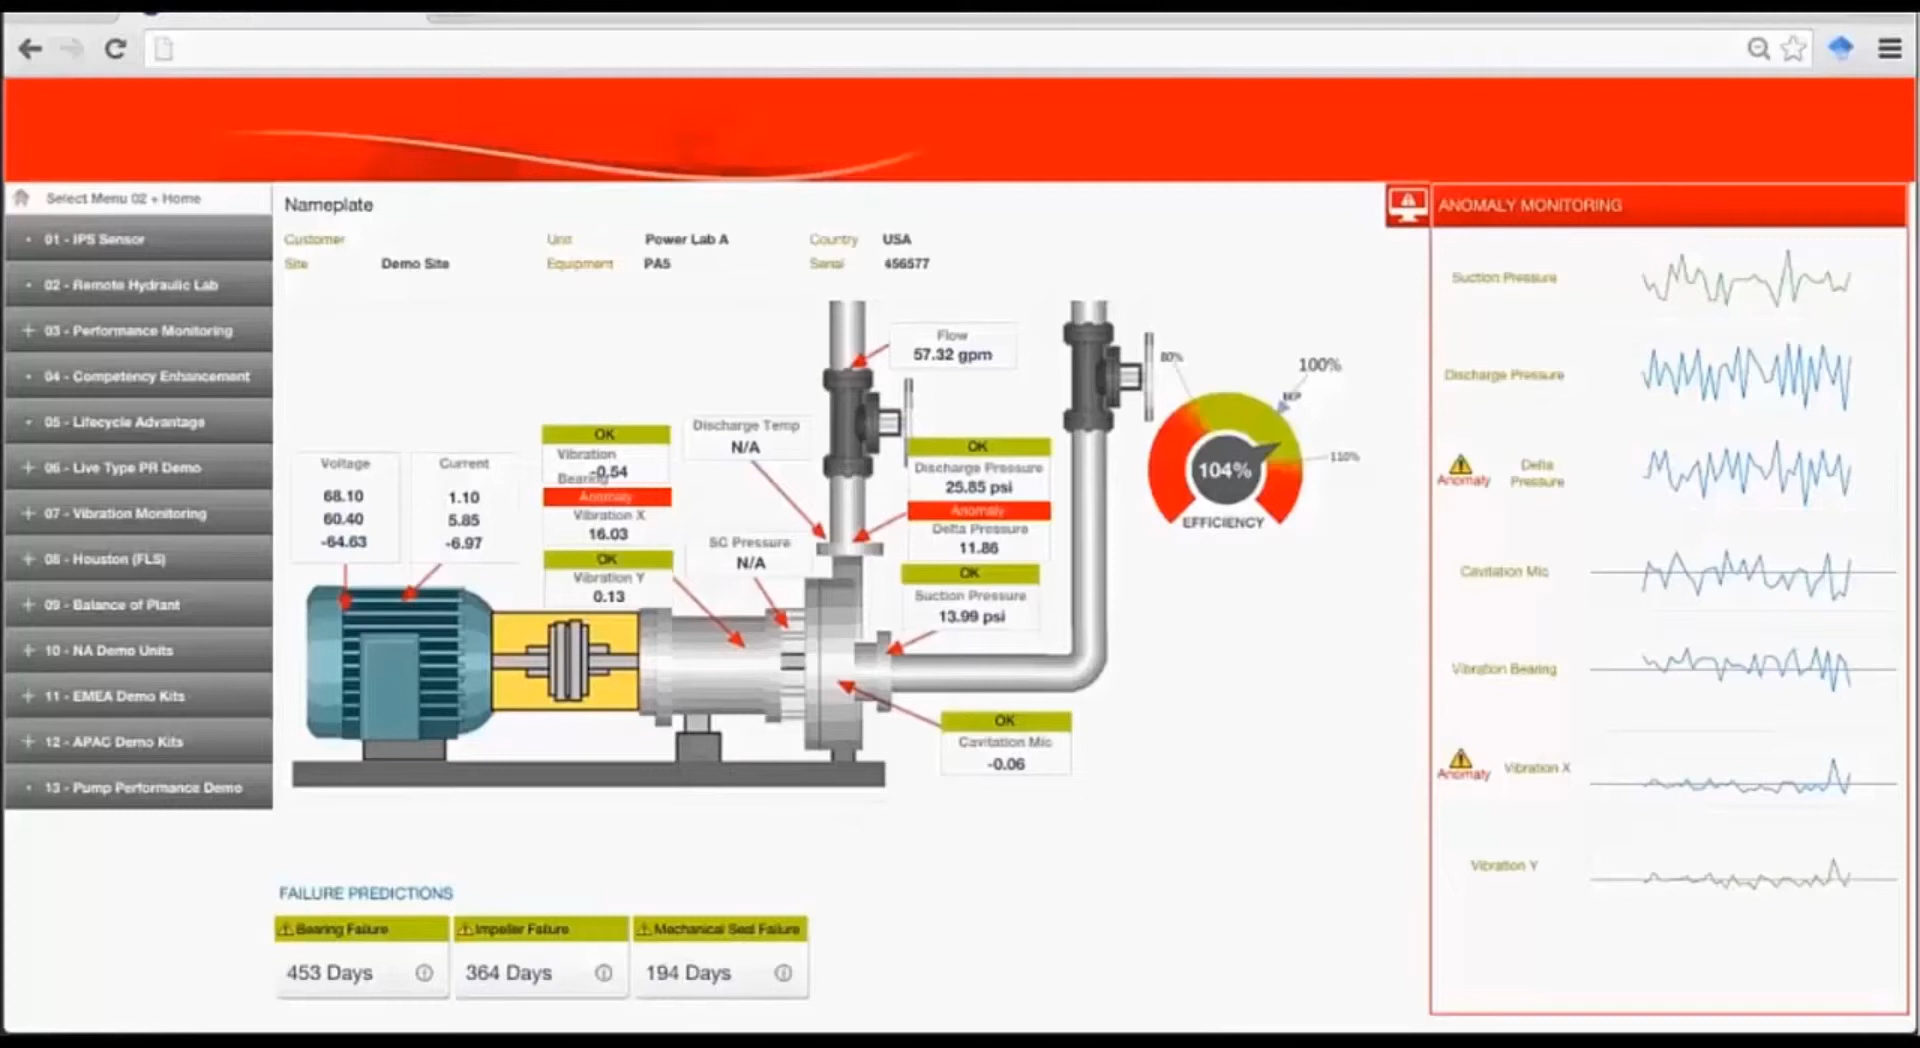 Select Menu 02 + Home
01 - IPS Sensor
02 - Remote Hydraulic Lab
03 - Performance Monitoring
04 - Competency Enhancement
05 - Lifecycle Advantage
06 - Live Type PR Demo
07 - Vibration Monitoring
08 - Houston (FLS)
09 - Balance of Plant
10 - NA Demo Units
11 - EMEA Demo Kits
12 - APAC Demo Kits
13 - Pump Performance Demo
Nameplate
Customer
Unit Power Lab A
Country USA
Site Demo Site
Equipment PA5
Serial 456577
Voltage
68.10
60.40
-64.63
Current
1.10
5.85
-6.97
OK
Vibration
Bearing
-0.54
Anomaly
Vibration X
16.03
OK
Vibration Y
0.13
Discharge Temp
N/A
SC Pressure
N/A
Flow
57.32 gpm
OK
Discharge Pressure
25.85 psi
Anomaly
Delta Pressure
11.86
OK
Suction Pressure
13.99 psi
OK
Cavitation Mic
-0.06
80%
100%
BEP
110%
104%
EFFICIENCY
FAILURE PREDICTIONS
Bearing Failure
453 Days
Impeller Failure
364 Days
Mechanical Seal Failure
194 Days
ANOMALY MONITORING
Suction Pressure
Discharge Pressure
Anomaly
Delta
Pressure
Cavitation Mic
Vibration Bearing
Anomaly
Vibration X
Vibration Y